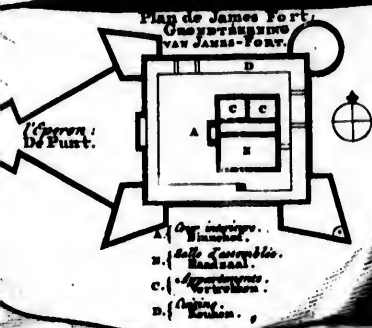 Plan de James Fort.
GRONDTEKENING
VAN JAMES-FORT.
D
C C
A
B
l'Eperon:
De Punt.
A. Cour interieure.
Binnehof.
B. Salle d'assemblée.
Raadzaal.
C. Appartements.
Vertrekken.
D. Cuisine.
Keuken.